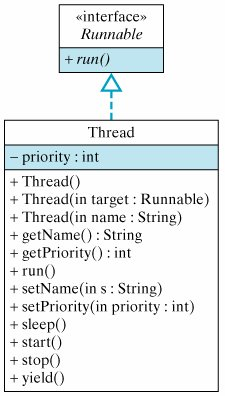 «interface»
Runnable
+ run()
Thread
− priority : int
+ Thread()
+ Thread(in target : Runnable)
+ Thread(in name : String)
+ getName() : String
+ getPriority() : int
+ run()
+ setName(in s : String)
+ setPriority(in priority : int)
+ sleep()
+ start()
+ stop()
+ yield()